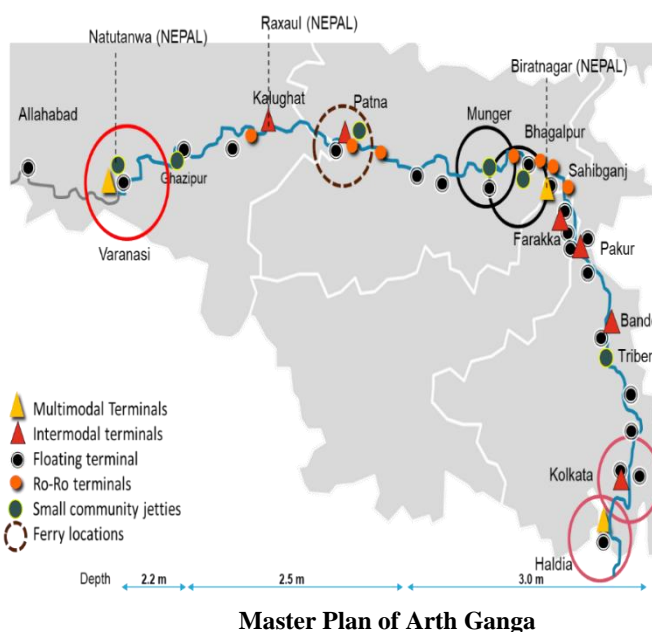 Natutanwa (NEPAL)
Raxaul (NEPAL)
Biratnagar (NEPAL)
Allahabad
Kalughat
Patna
Munger
Bhagalpur
Ghazipur
Sahibganj
Varanasi
Farakka
Pakur
Bande
Triben
Multimodal Terminals
Intermodal terminals
Floating terminal
Ro-Ro terminals
Small community jetties
Ferry locations
Kolkata
Haldia
Depth 2.2 m 2.5 m 3.0 m
Master Plan of Arth Ganga